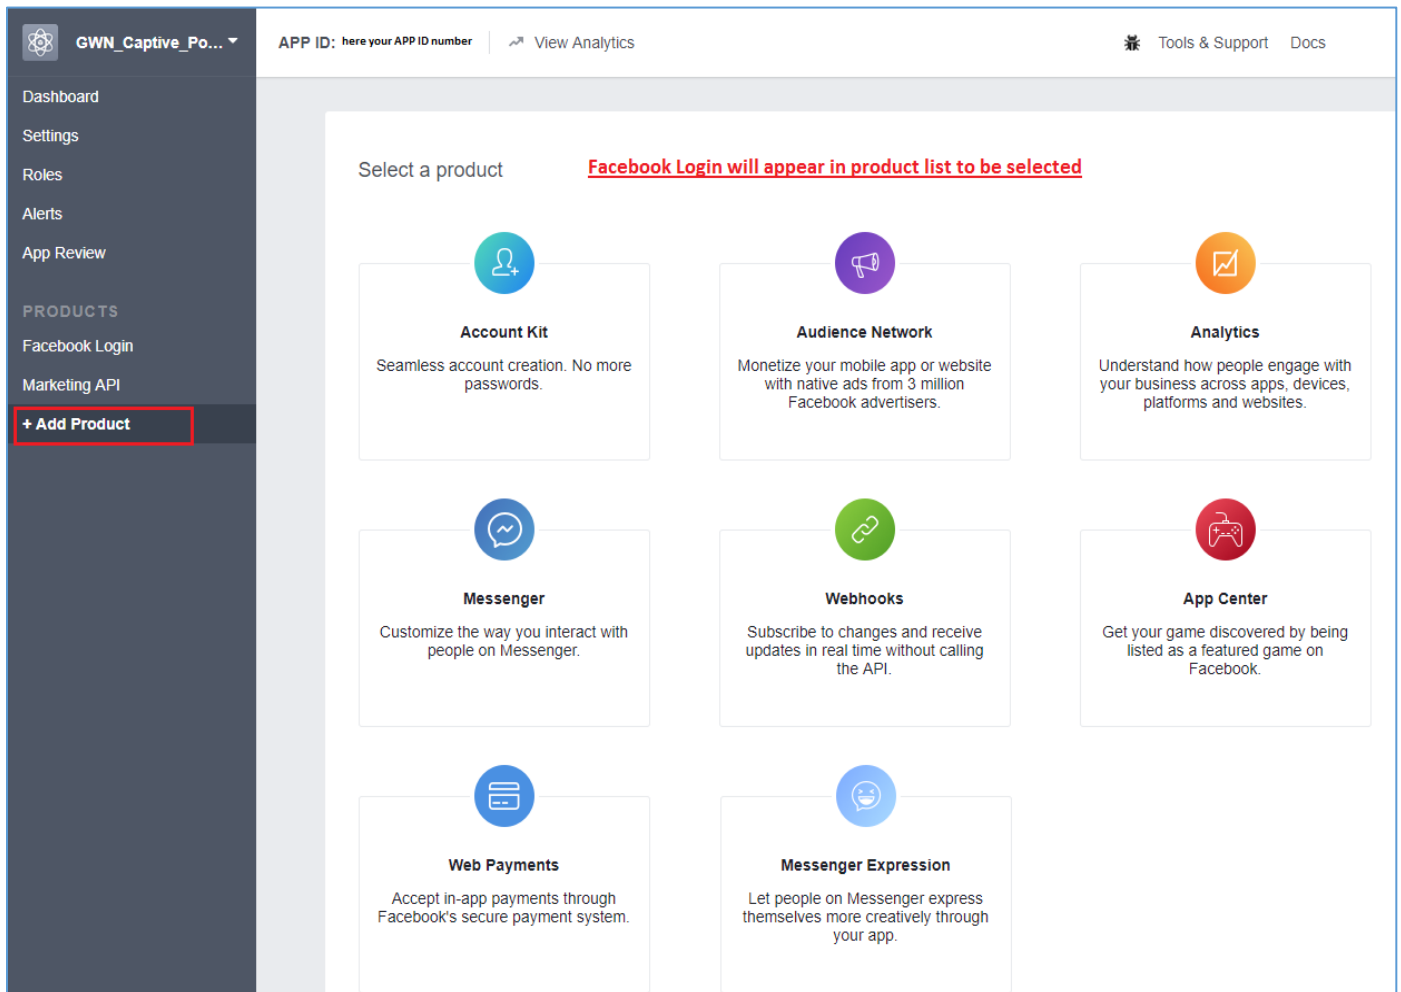 GWN_Captive_Po...
APP ID: here your APP ID number
View Analytics
Tools & Support
Docs
Dashboard
Settings
Roles
Alerts
App Review
PRODUCTS
Facebook Login
Marketing API
+ Add Product
Select a product
Facebook Login will appear in product list to be selected
Account Kit
Seamless account creation. No more
passwords.
Audience Network
Monetize your mobile app or website
with native ads from 3 million
Facebook advertisers.
Analytics
Understand how people engage with
your business across apps, devices,
platforms and websites.
Messenger
Customize the way you interact with
people on Messenger.
Webhooks
Subscribe to changes and receive
updates in real time without calling
the API.
App Center
Get your game discovered by being
listed as a featured game on
Facebook.
Web Payments
Accept in-app payments through
Facebook's secure payment system.
Messenger Expression
Let people on Messenger express
themselves more creatively through
your app.